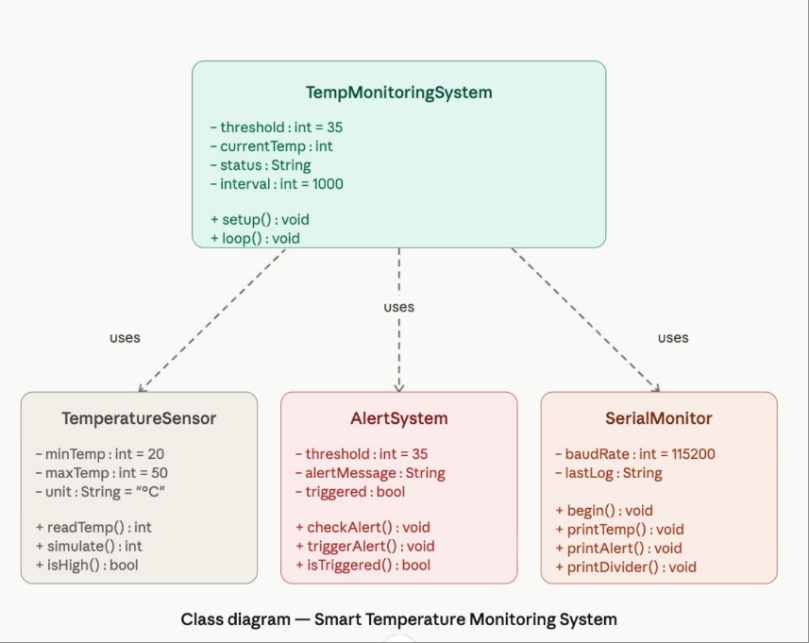 TempMonitoringSystem
– threshold : int = 35
– currentTemp : int
– status : String
– interval : int = 1000
+ setup() : void
+ loop() : void
uses
uses
uses
TemperatureSensor
– minTemp : int = 20
– maxTemp : int = 50
– unit : String = "°C"
+ readTemp() : int
+ simulate() : int
+ isHigh() : bool
AlertSystem
– threshold : int = 35
– alertMessage : String
– triggered : bool
+ checkAlert() : void
+ triggerAlert() : void
+ isTriggered() : bool
SerialMonitor
– baudRate : int = 115200
– lastLog : String
+ begin() : void
+ printTemp() : void
+ printAlert() : void
+ printDivider() : void
Class diagram — Smart Temperature Monitoring System